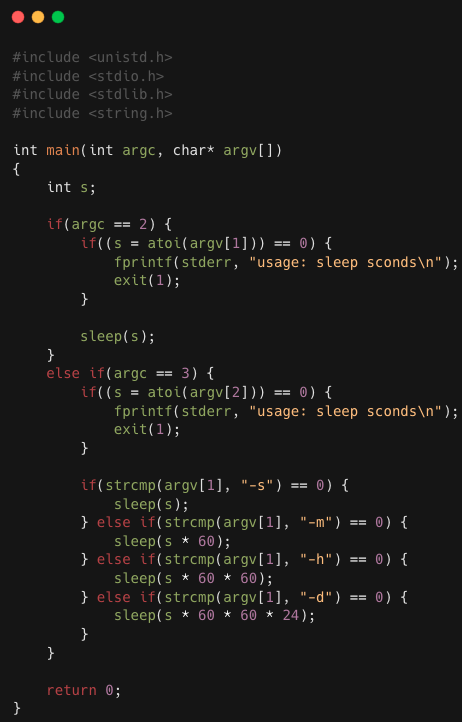 #include <unistd.h>
#include <stdio.h>
#include <stdlib.h>
#include <string.h>

int main(int argc, char* argv[])
{
    int s;

    if(argc == 2) {
        if((s = atoi(argv[1])) == 0) {
            fprintf(stderr, "usage: sleep sconds\n");
            exit(1);
        }

        sleep(s);
    }
    else if(argc == 3) {
        if((s = atoi(argv[2])) == 0) {
            fprintf(stderr, "usage: sleep sconds\n");
            exit(1);
        }

        if(strcmp(argv[1], "-s") == 0) {
            sleep(s);
        } else if(strcmp(argv[1], "-m") == 0) {
            sleep(s * 60);
        } else if(strcmp(argv[1], "-h") == 0) {
            sleep(s * 60 * 60);
        } else if(strcmp(argv[1], "-d") == 0) {
            sleep(s * 60 * 60 * 24);
        }
    }

    return 0;
}